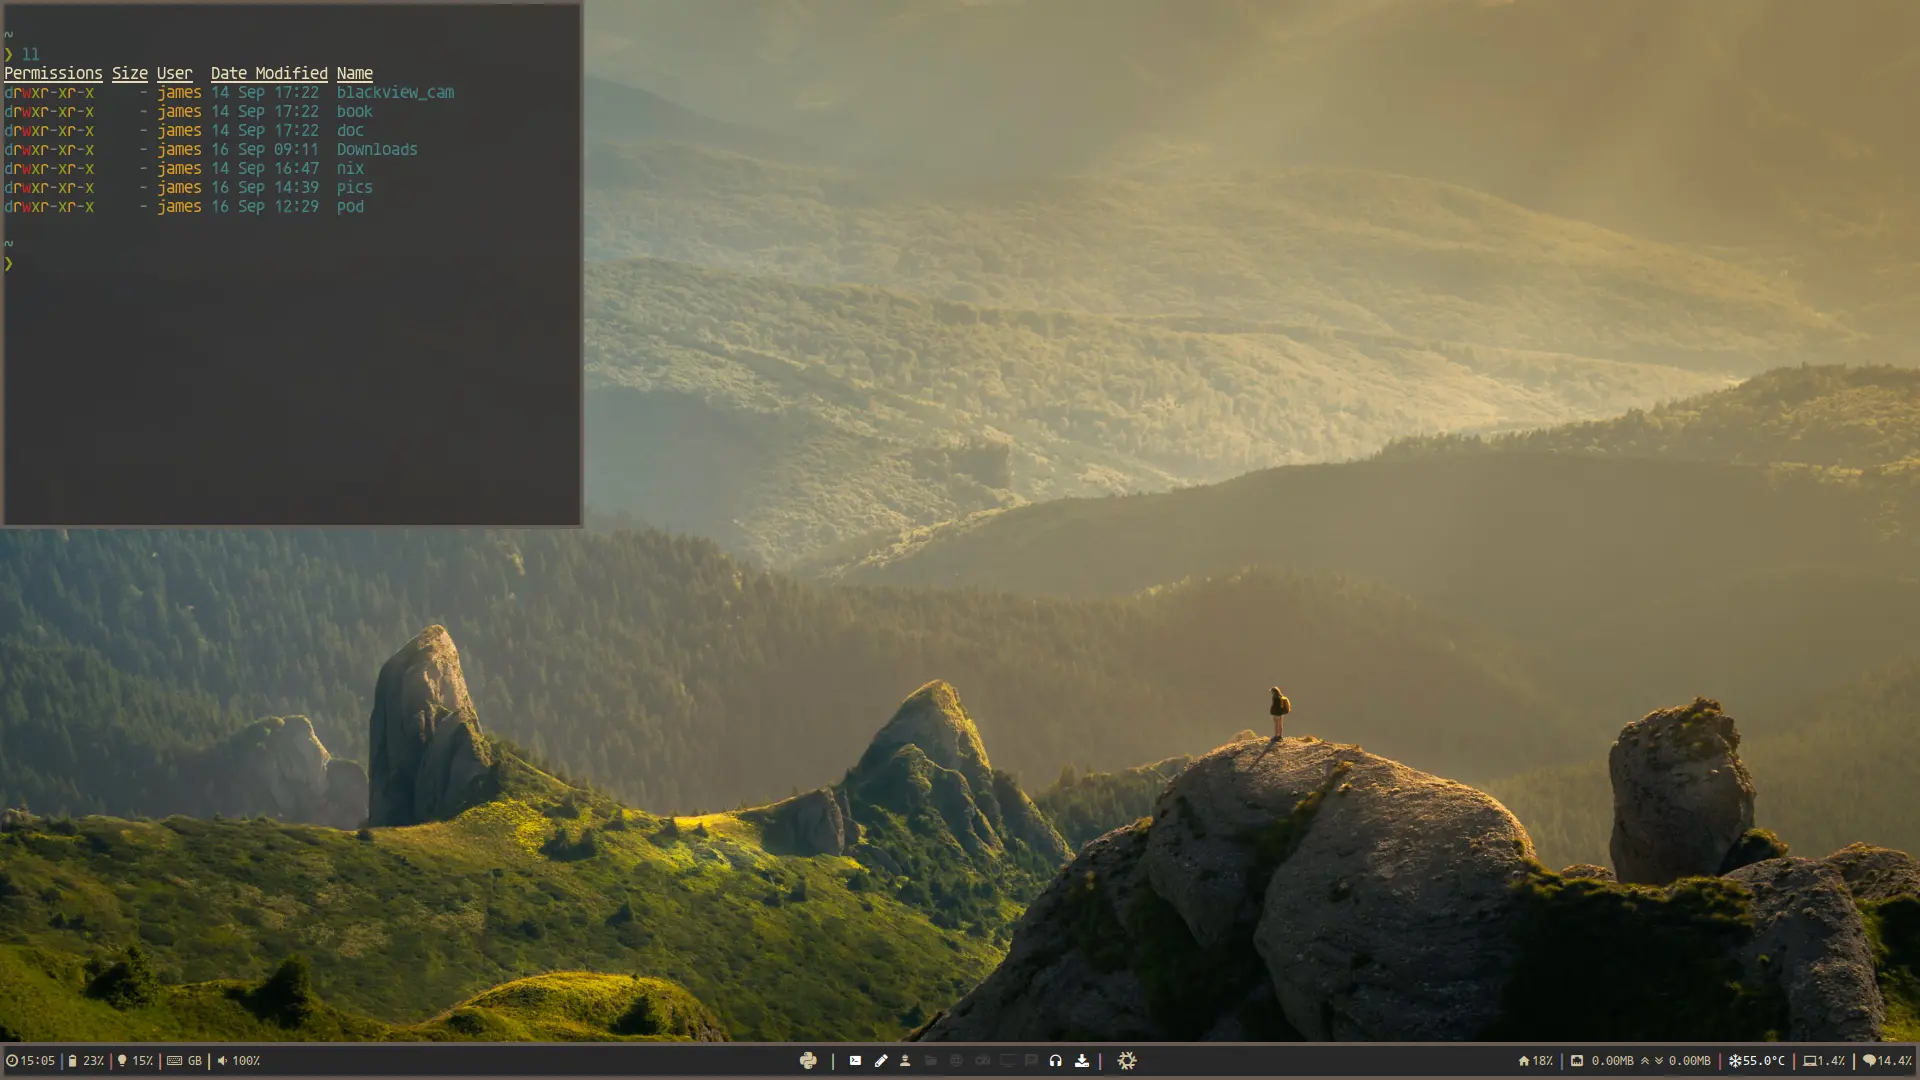 ~
❯ ll
Permissions Size User Date Modified Name
drwxr-xr-x - james 14 Sep 17:22 blackview_cam
drwxr-xr-x - james 14 Sep 17:22 book
drwxr-xr-x - james 14 Sep 17:22 doc
drwxr-xr-x - james 16 Sep 09:11 Downloads
drwxr-xr-x - james 14 Sep 16:47 nix
drwxr-xr-x - james 16 Sep 14:39 pics
drwxr-xr-x - james 16 Sep 12:29 pod
~
❯
15:05 | 23% | 15% | GB | 100% | | 18% | 0.00MB 0.00MB | 55.0°C | 1.4% | 14.4%